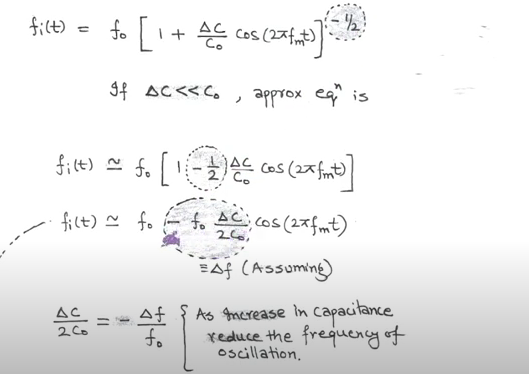 fi(t) = f₀ [ 1 + ΔC/C₀ cos(2πfmt) ]^-1/2
If ΔC << C₀ , approx eqⁿ is
fi(t) ≃ f₀ [ 1 - 1/2 ΔC/C₀ cos(2πfmt) ]
fi(t) ≃ f₀ - f₀ ΔC/2C₀ cos(2πfmt)
≡ Δf (Assuming)
ΔC/2C₀ = - Δf/f₀ { As Increase in Capacitance
reduce the frequency of
oscillation.